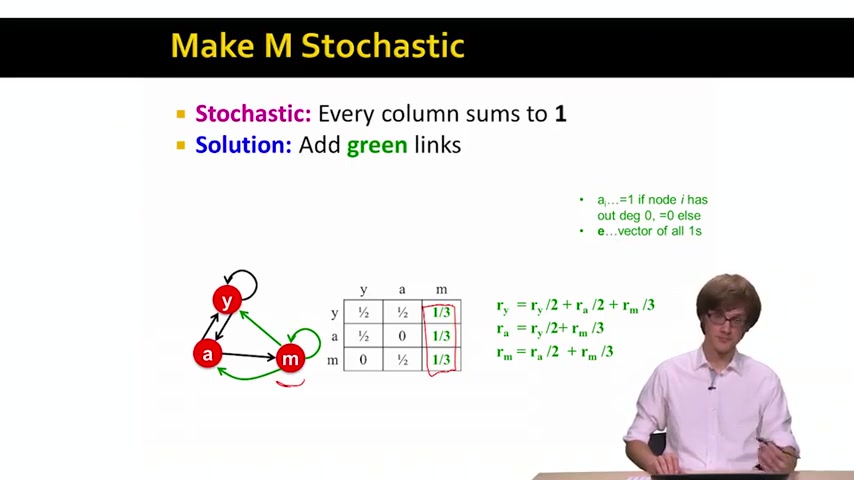 Make M Stochastic
Stochastic: Every column sums to 1
Solution: Add green links
• aᵢ…=1 if node i has
out deg 0, =0 else
• e…vector of all 1s
y a m
y ½ ½ 1/3
a ½ 0 1/3
m 0 ½ 1/3
y
a
m
r_y = r_y /2 + r_a /2 + r_m /3
r_a = r_y /2+ r_m /3
r_m = r_a /2 + r_m /3